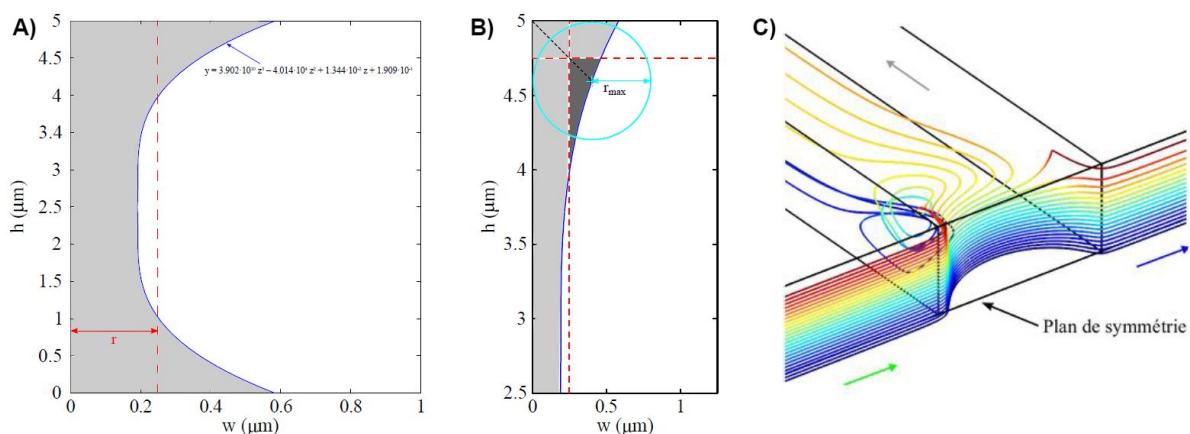 A)
5
4.5
4
3.4
3
2.5
2
1.5
1
0.5
0
h (μm)
y = 3.902·10¹⁰ z³ − 4.014·10⁴ z² + 1.344·10⁻² z + 1.909·10⁻¹
r
0 0.2 0.4 0.6 0.8 1
w (μm)
B)
5
4.5
4
3.5
3
2.5
h (μm)
r_max
0 0.5 1
w (μm)
C)
Plan de symmétrie